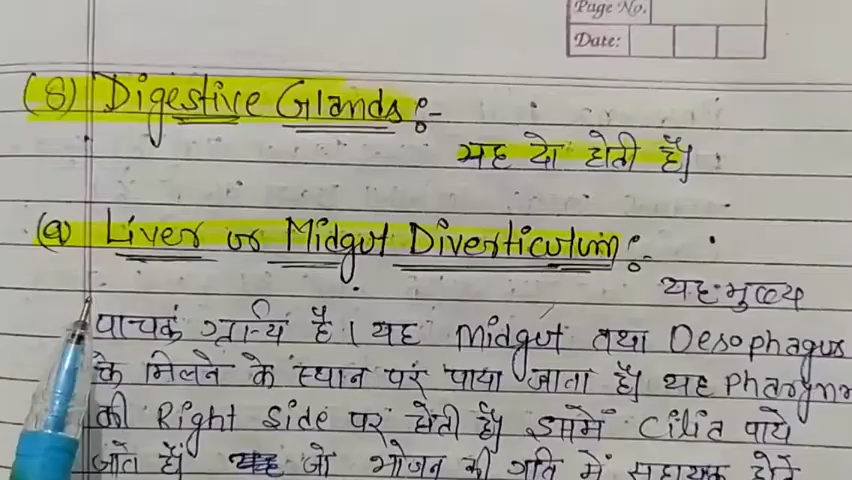 Page No.
Date:
(8) Digestive Glands :-
यह दो होती है।
(a) Liver or Midgut Diverticulum :-
यह मुख्य
पाचक ग्रन्थि है। यह Midgut तथा Oesophagus
के मिलने के स्थान पर पाया जाता है। यह Pharynx
की Right Side पर होती है। इसमें Cilia पाये
जाते हैं। जो भोजन की गति में सहायक होते